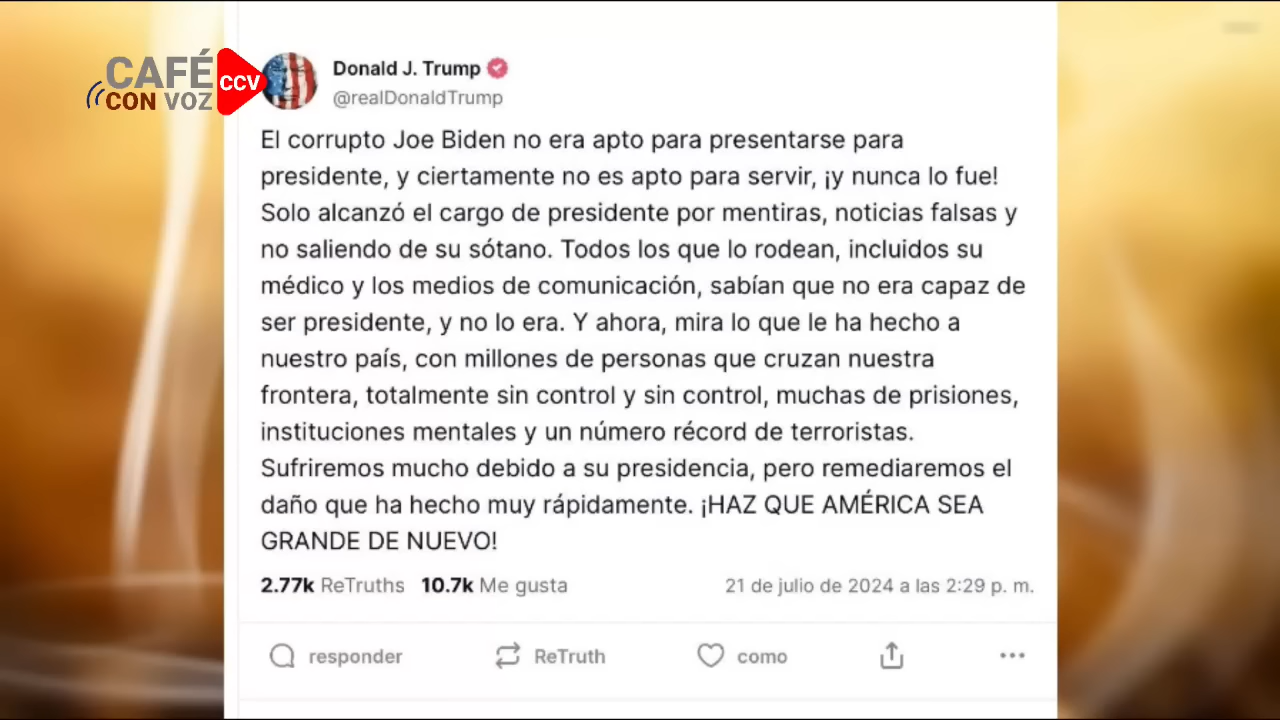 CAFÉ
CON VOZ
CCV
Donald J. Trump
@realDonaldTrump
El corrupto Joe Biden no era apto para presentarse para
presidente, y ciertamente no es apto para servir, ¡y nunca lo fue!
Solo alcanzó el cargo de presidente por mentiras, noticias falsas y
no saliendo de su sótano. Todos los que lo rodean, incluidos su
médico y los medios de comunicación, sabían que no era capaz de
ser presidente, y no lo era. Y ahora, mira lo que le ha hecho a
nuestro país, con millones de personas que cruzan nuestra
frontera, totalmente sin control y sin control, muchas de prisiones,
instituciones mentales y un número récord de terroristas.
Sufriremos mucho debido a su presidencia, pero remediaremos el
daño que ha hecho muy rápidamente. ¡HAZ QUE AMÉRICA SEA
GRANDE DE NUEVO!
2.77k ReTruths 10.7k Me gusta 21 de julio de 2024 a las 2:29 p. m.
responder ReTruth como